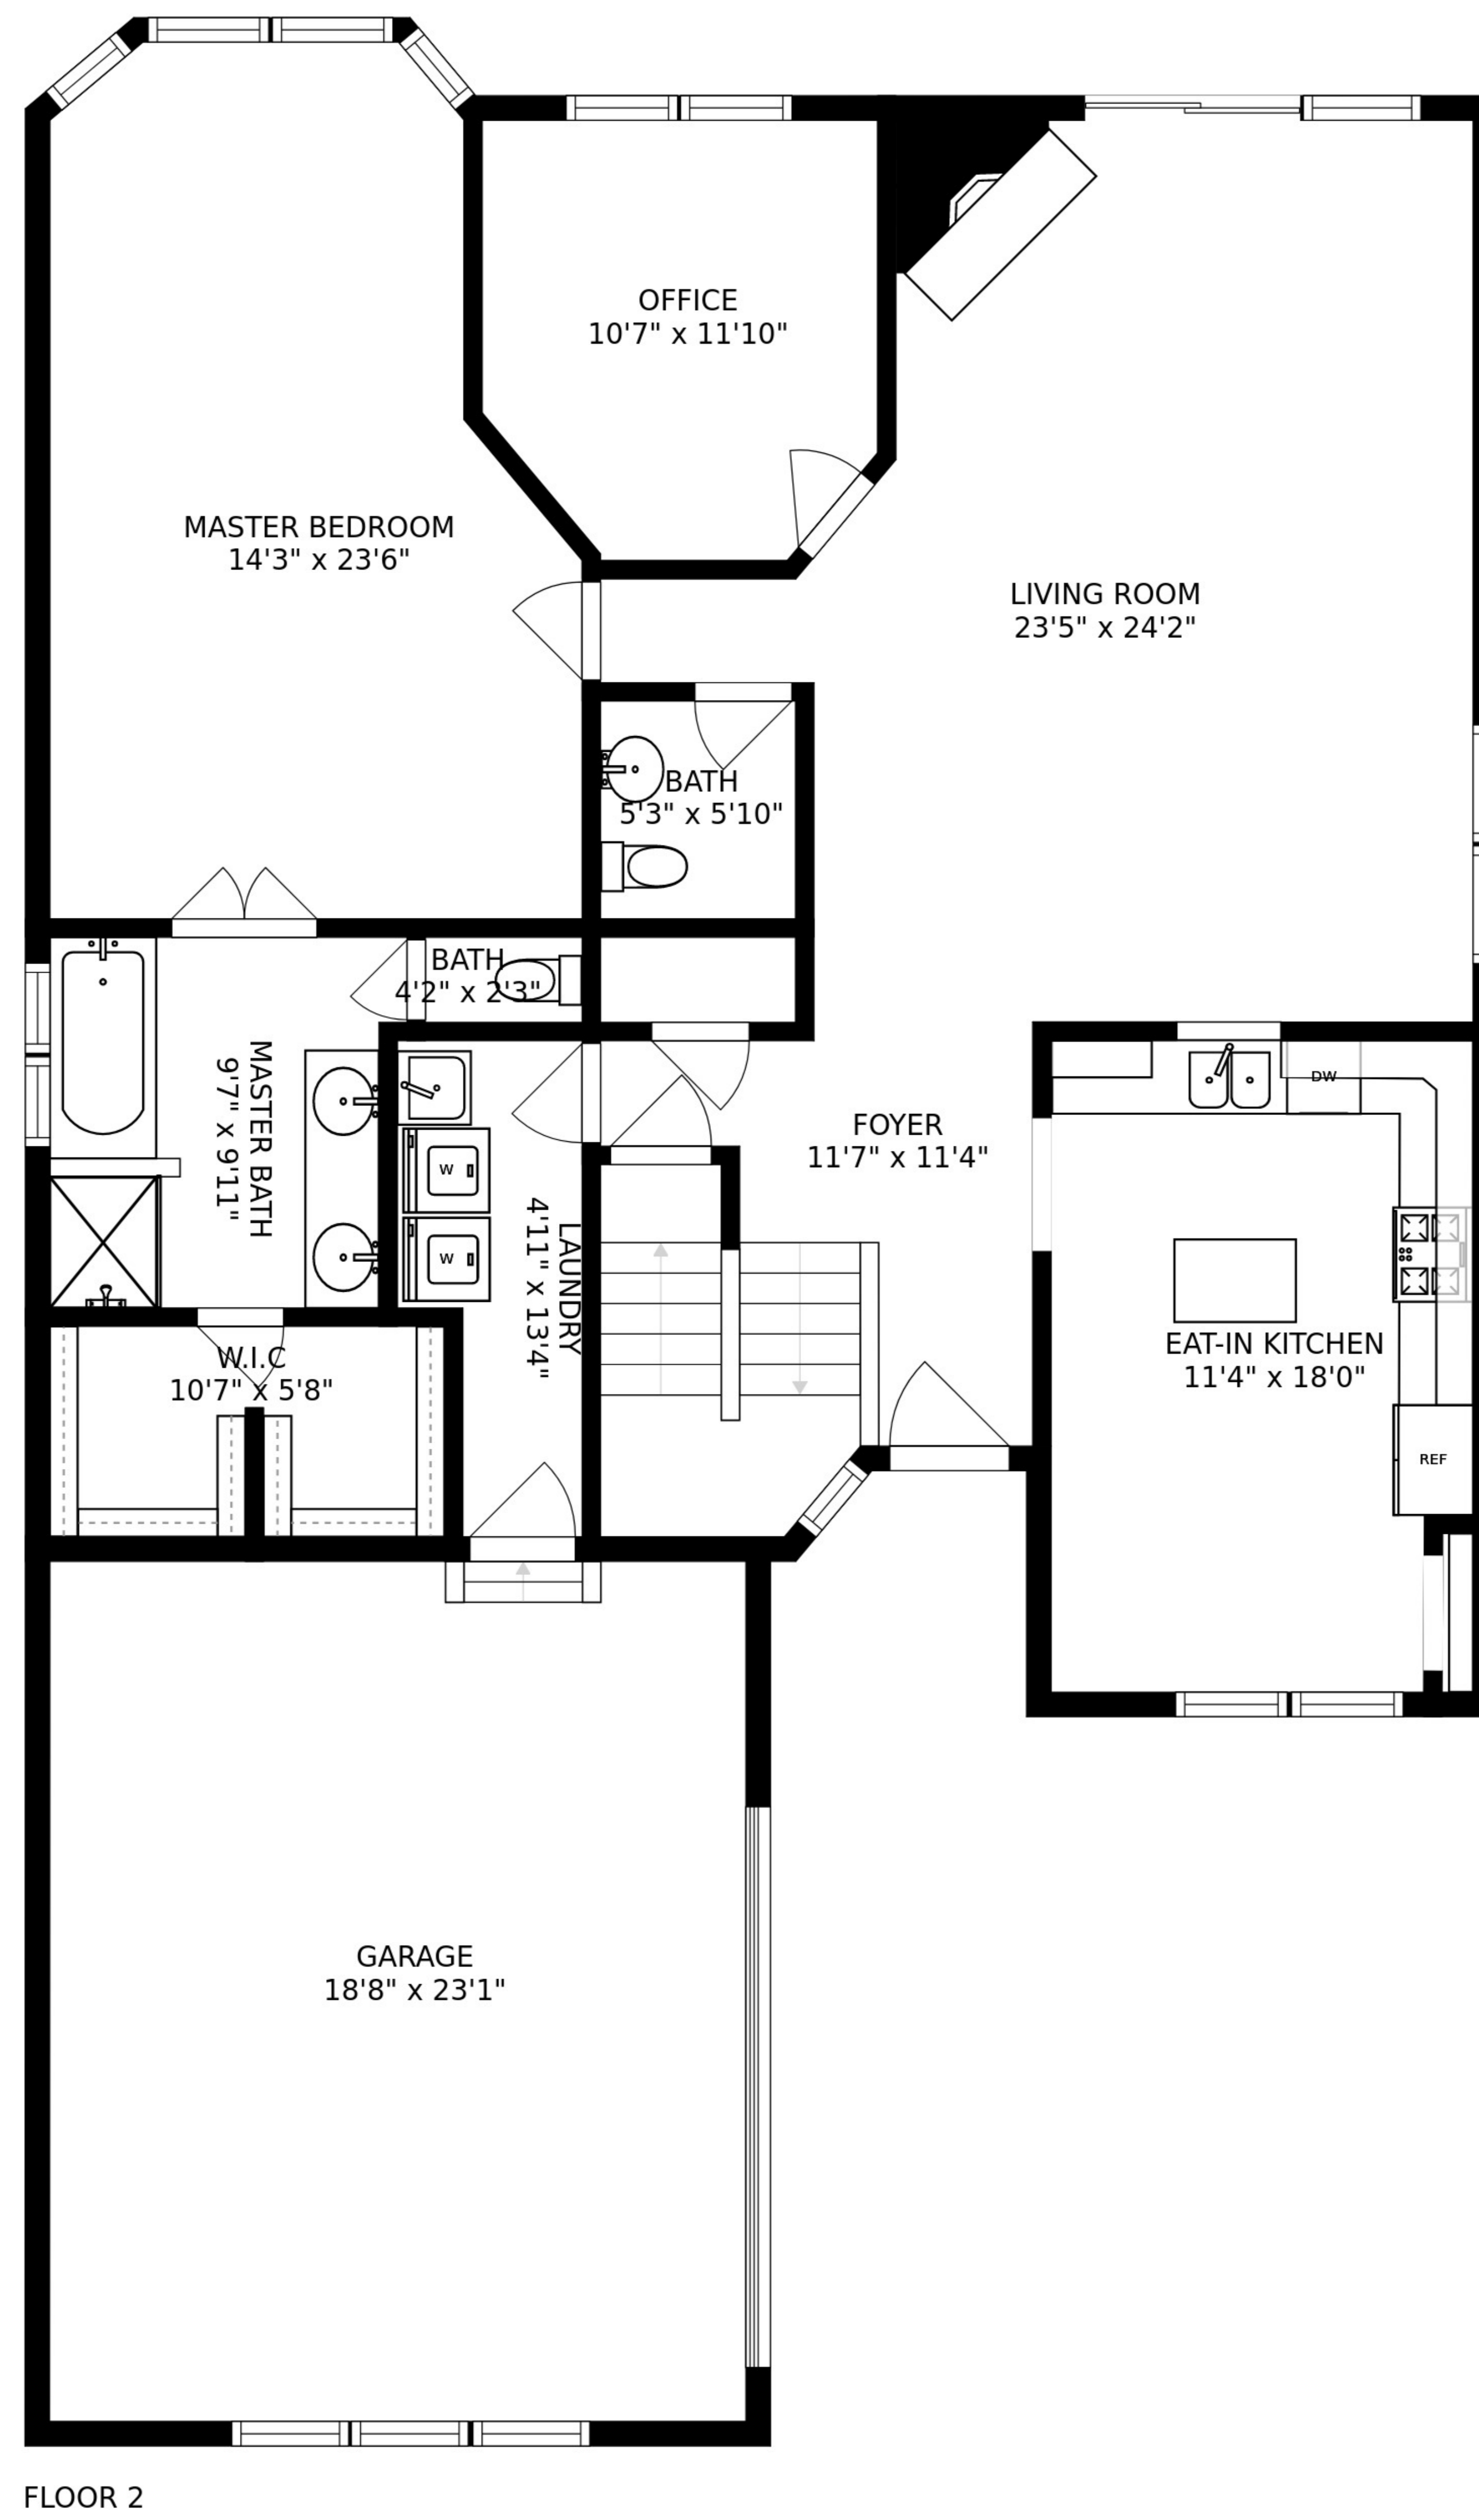 OFFICE
10'7" x 11'10"
MASTER BEDROOM
14'3" x 23'6"
LIVING ROOM
23'5" x 24'2"
BATH
5'3" x 5'10"
BATH
4'2" x 2'3"
MASTER BATH
9'7" x 9'11"
DW
FOYER
11'7" x 11'4"
W
W
LAUNDRY
4'11" x 13'4"
EAT-IN KITCHEN
11'4" x 18'0"
W.I.C
10'7" x 5'8"
REF
GARAGE
18'8" x 23'1"
FLOOR 2